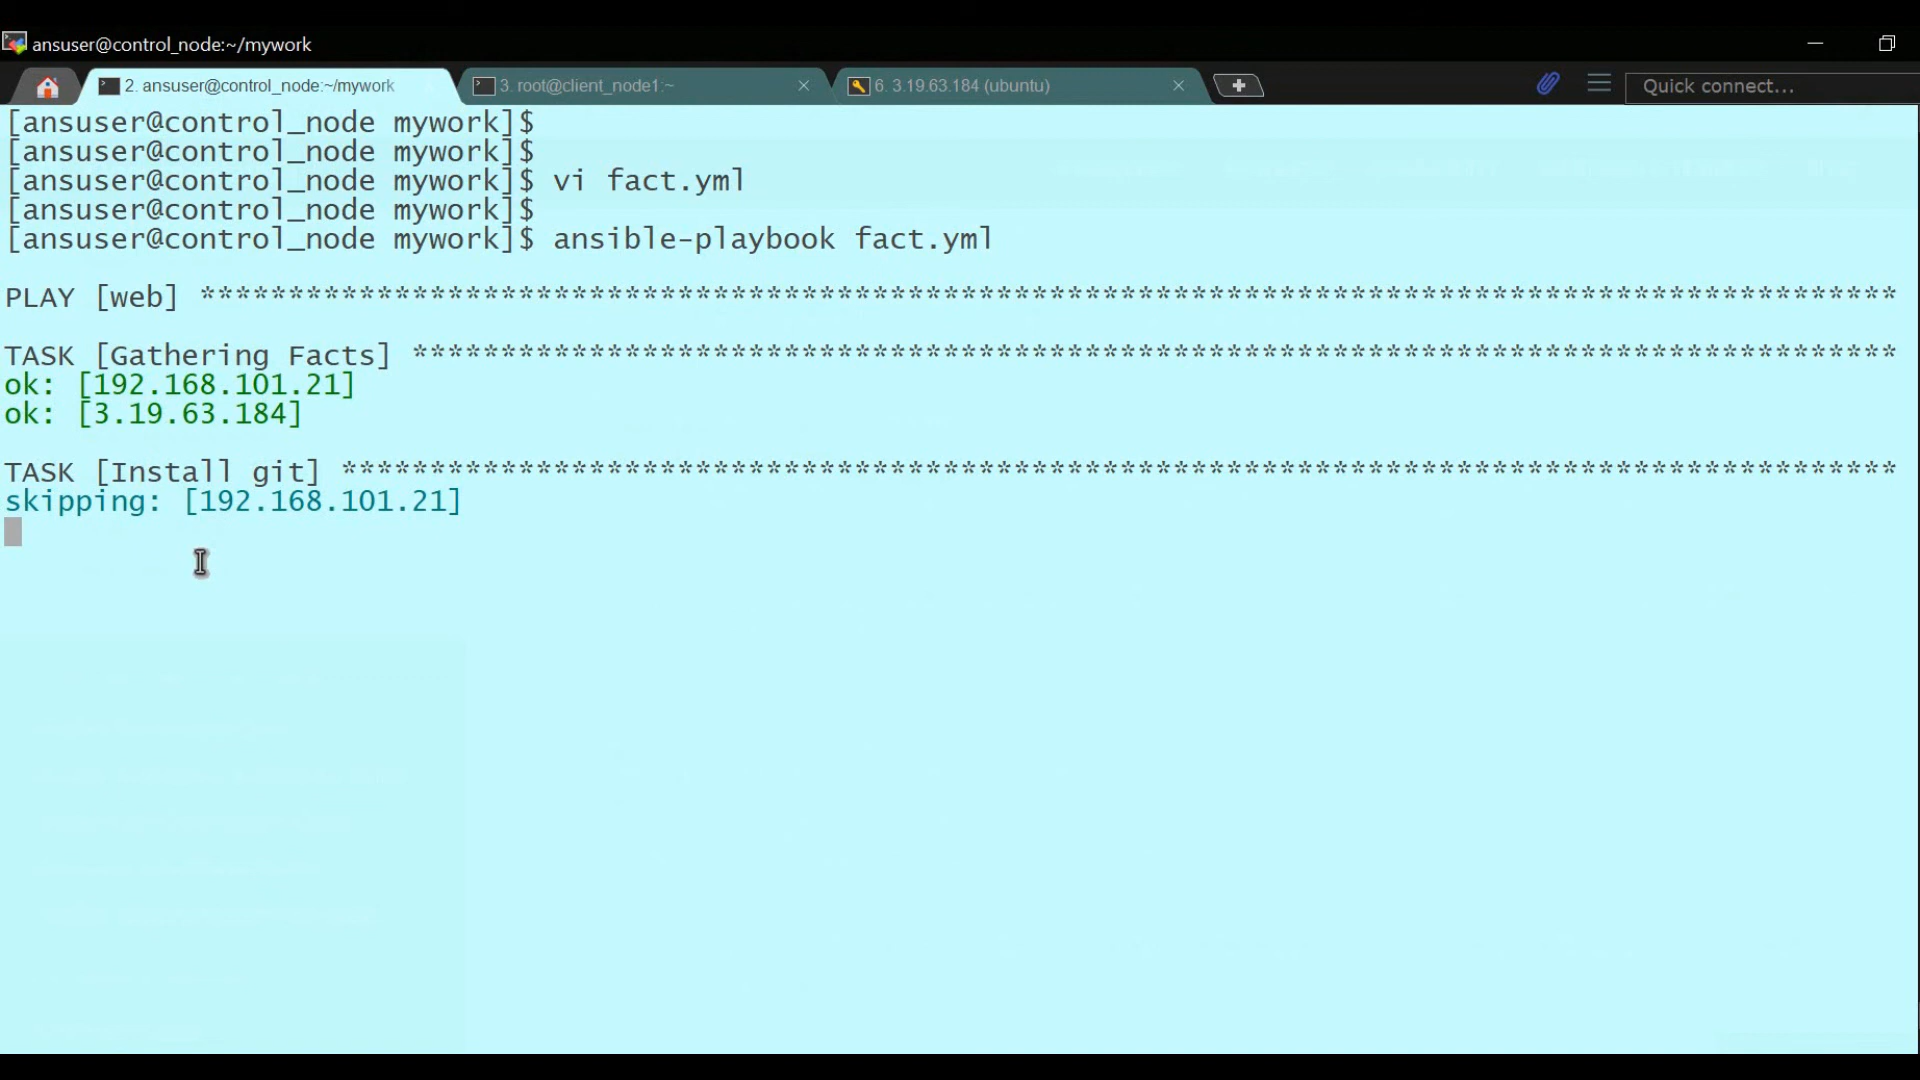 ansuser@control_node:~/mywork
2. ansuser@control_node:~/mywork
3. root@client_node1:~
6. 3.19.63.184 (ubuntu)
Quick connect...
[ansuser@control_node mywork]$
[ansuser@control_node mywork]$
[ansuser@control_node mywork]$ vi fact.yml
[ansuser@control_node mywork]$
[ansuser@control_node mywork]$ ansible-playbook fact.yml
PLAY [web] ************************************************************************************************
TASK [Gathering Facts] ************************************************************************************
ok: [192.168.101.21]
ok: [3.19.63.184]
TASK [Install git] ****************************************************************************************
skipping: [192.168.101.21]